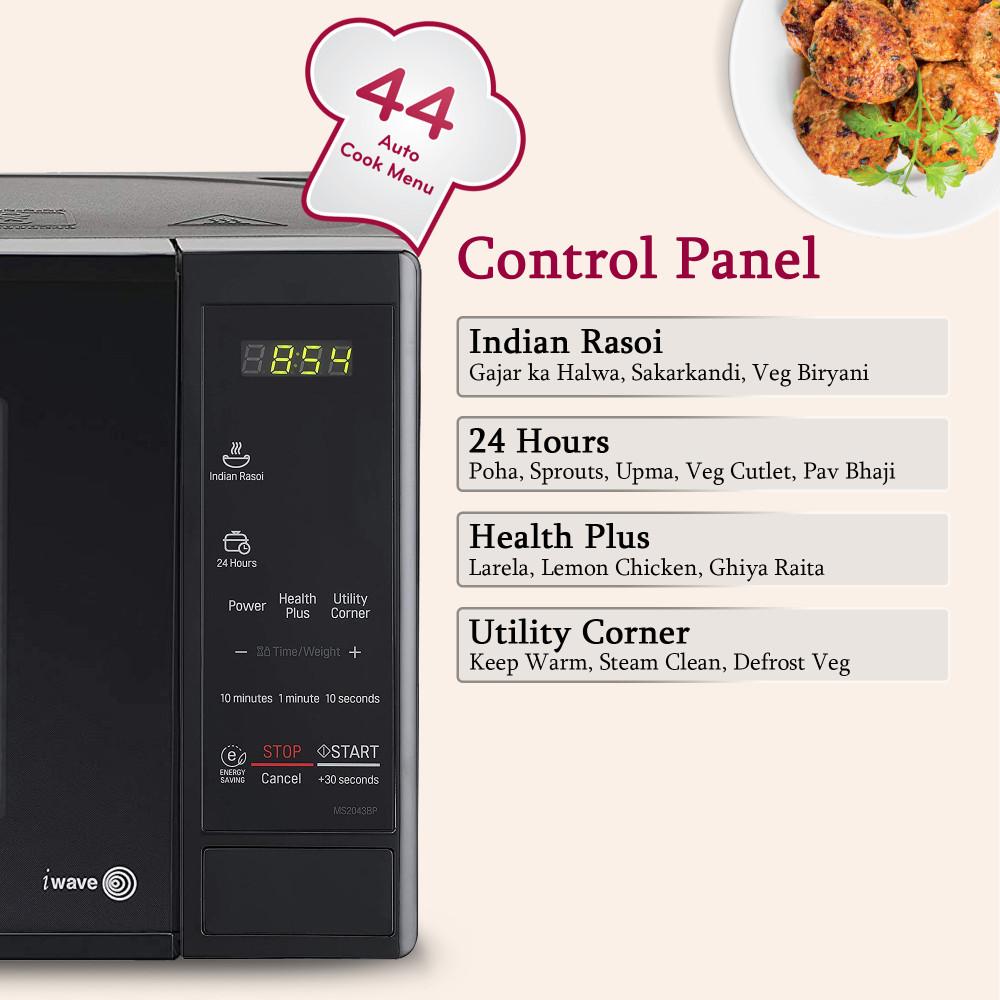 44
Auto
Cook Menu
Control Panel
Indian Rasoi
Gajar ka Halwa, Sakarkandi, Veg Biryani
24 Hours
Poha, Sprouts, Upma, Veg Cutlet, Pav Bhaji
Health Plus
Larela, Lemon Chicken, Ghiya Raita
Utility Corner
Keep Warm, Steam Clean, Defrost Veg
8:54
Indian Rasoi
24 Hours
Power Health Plus Utility Corner
− Time/Weight +
10 minutes 1 minute 10 seconds
e ENERGY SAVING
STOP START
Cancel +30 seconds
MS2043BP
i wave